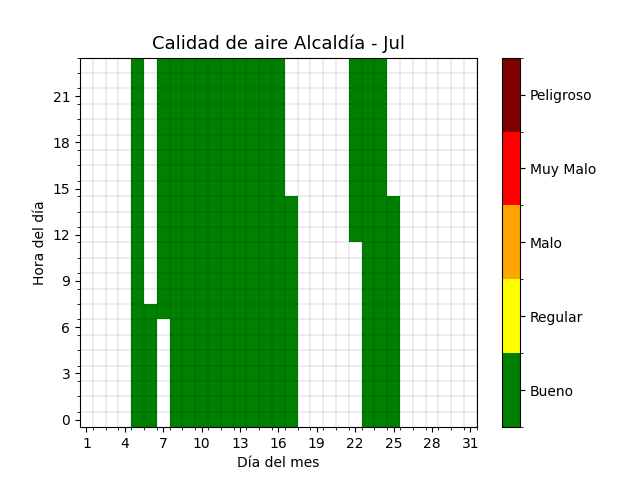 Calidad de aire Alcaldía - Jul
Hora del día
21
18
15
12
9
6
3
0
1 4 7 10 13 16 19 22 25 28 31
Día del mes
Peligroso
Muy Malo
Malo
Regular
Bueno